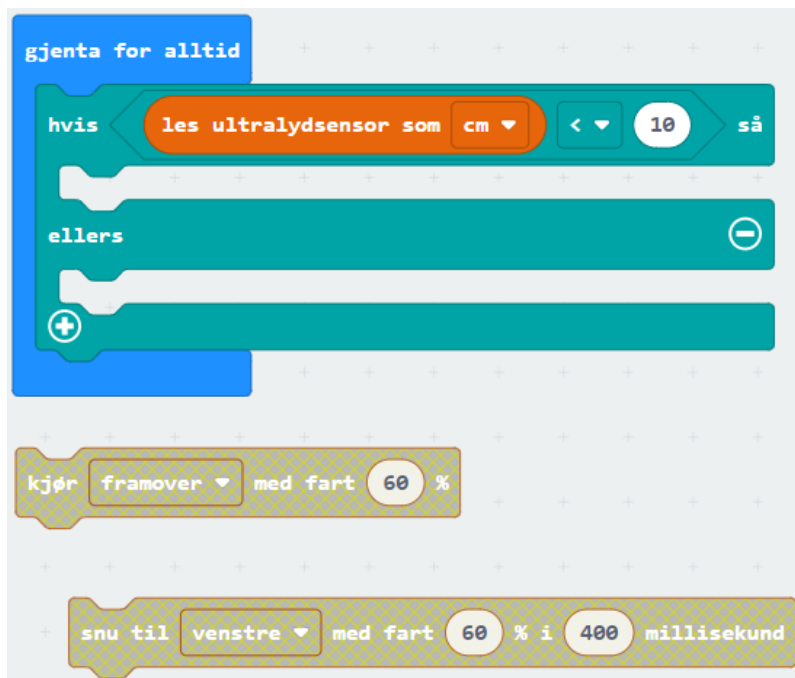 gjenta for alltid
hvis les ultralydsensor som cm < 10 så
ellers
kjør framover med fart 60 %
snu til venstre med fart 60 % i 400 millisekund